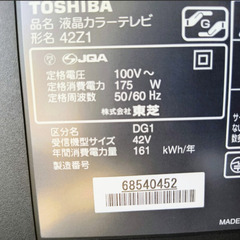 TOSHIBA
品名 液晶カラーテレビ
形名 42Z1
JQA
定格電圧 100V～
定格消費電力 175 W
定格周波数 50/60 Hz
株式会社 東芝
区分名 DG1
受信機型サイズ 42V
年間消費電力量 161 kWh/年
製造番号
68540452
G
MADE